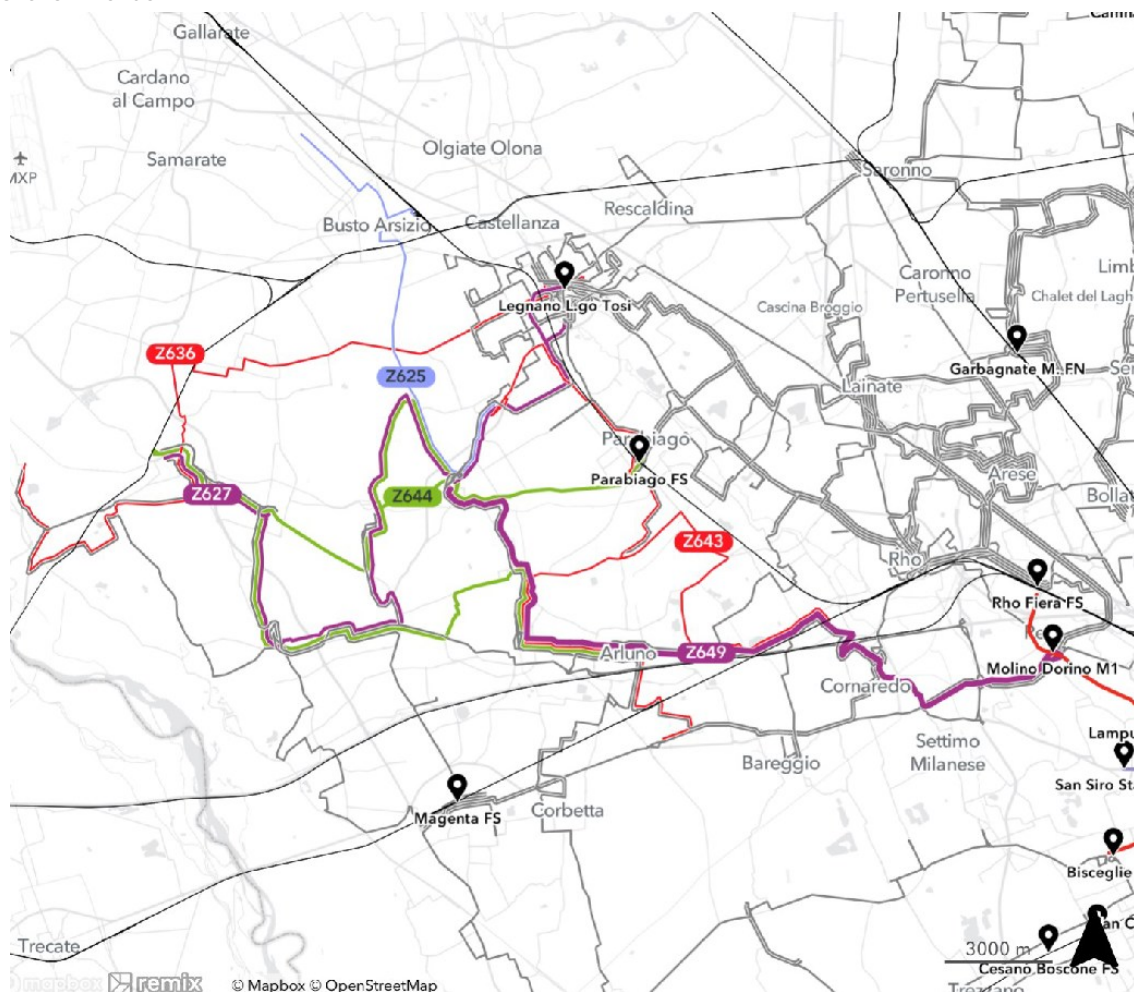 Gallarate
Cardano
al Campo
MXP
Samarate
Olgiate Olona
Saronno
Busto Arsizio
Castellanza
Rescaldina
Caronno
Pertusella
Legnano L.go Tosi
Cascina Broggio
Chalet del Lagh
Limb
Z636
Z625
Garbagnate M. FN
Lainate
Parabiago
Parabiago FS
Arese
Bollat
Z627
Z644
Z643
Rho
Rho Fiera FS
Arluno
Z649
Molino Dorino M1
Cornaredo
Settimo
Milanese
Bareggio
San Siro St
Magenta FS
Corbetta
Bisceglie
Trecate
3000 m
Cesano Boscone FS
Trezzano
mapbox remix © Mapbox © OpenStreetMap